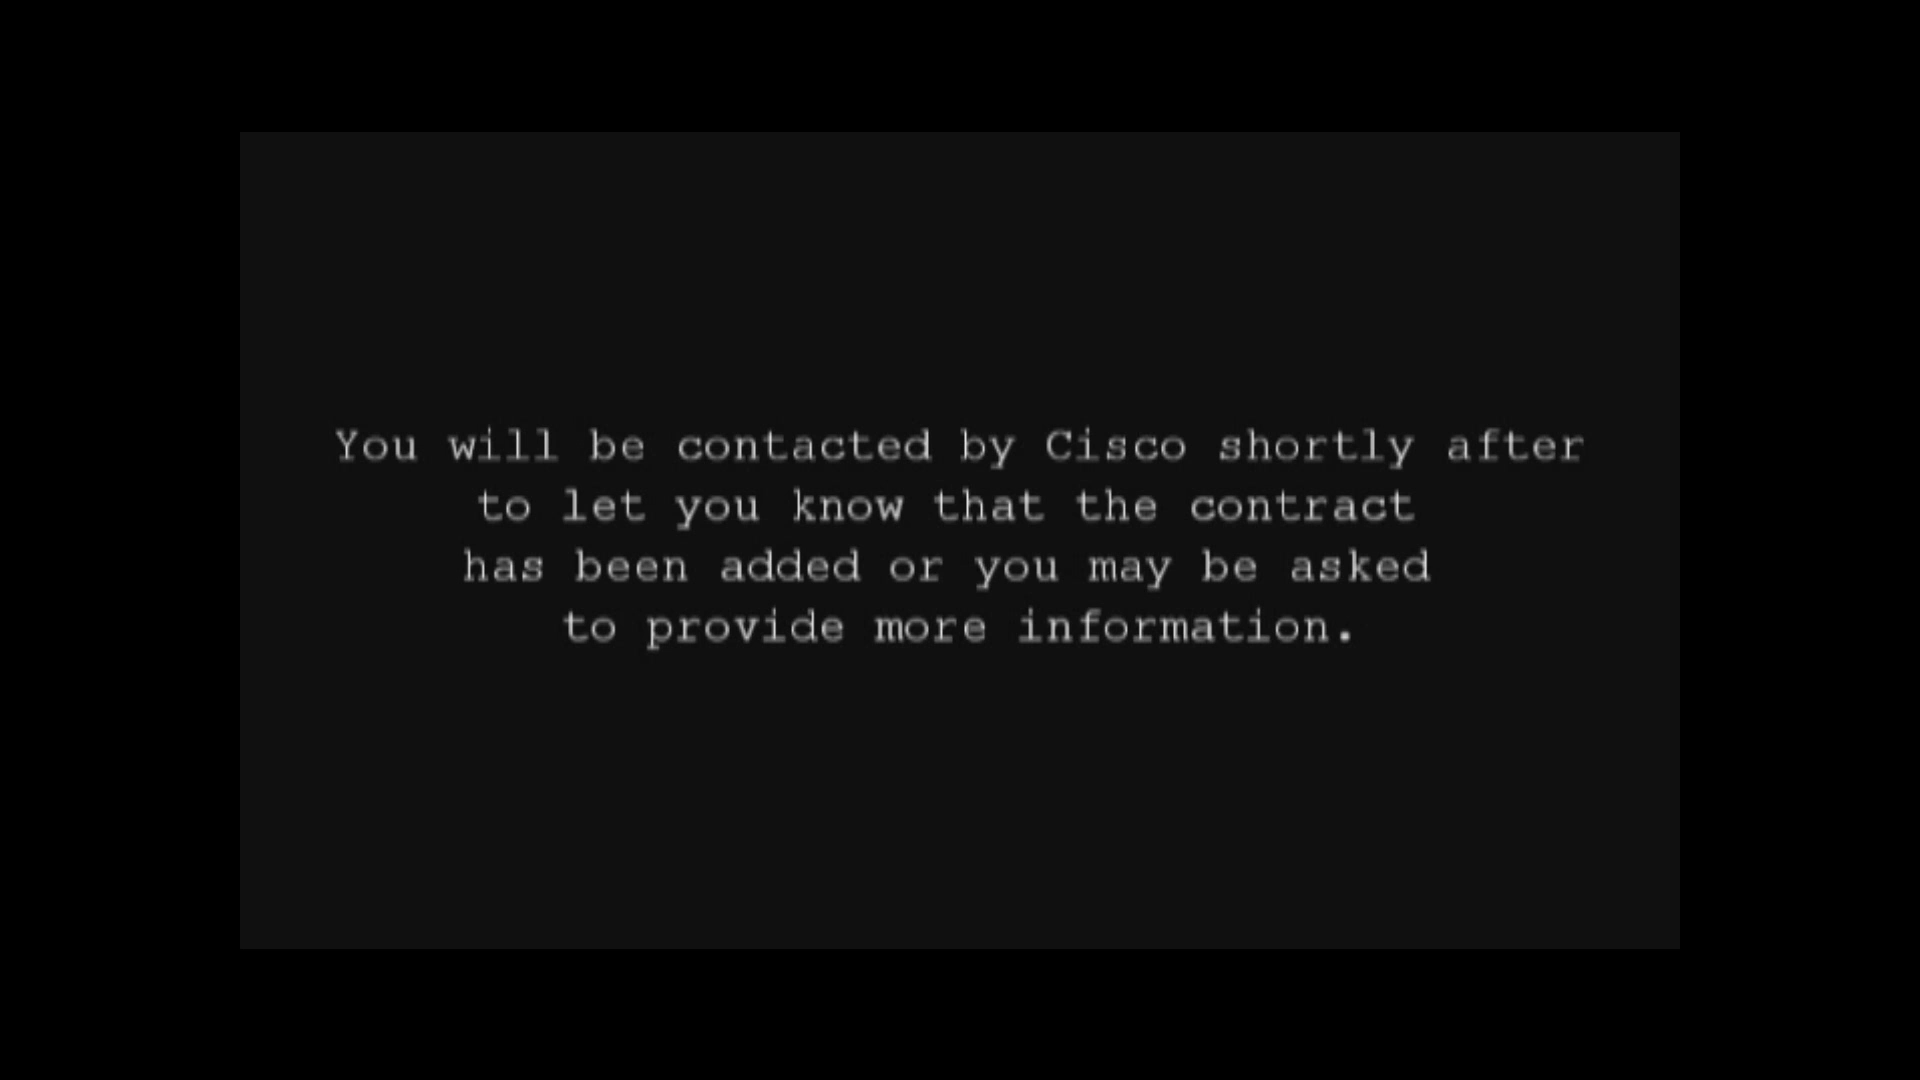 You will be contacted by Cisco shortly after
to let you know that the contract
has been added or you may be asked
to provide more information.